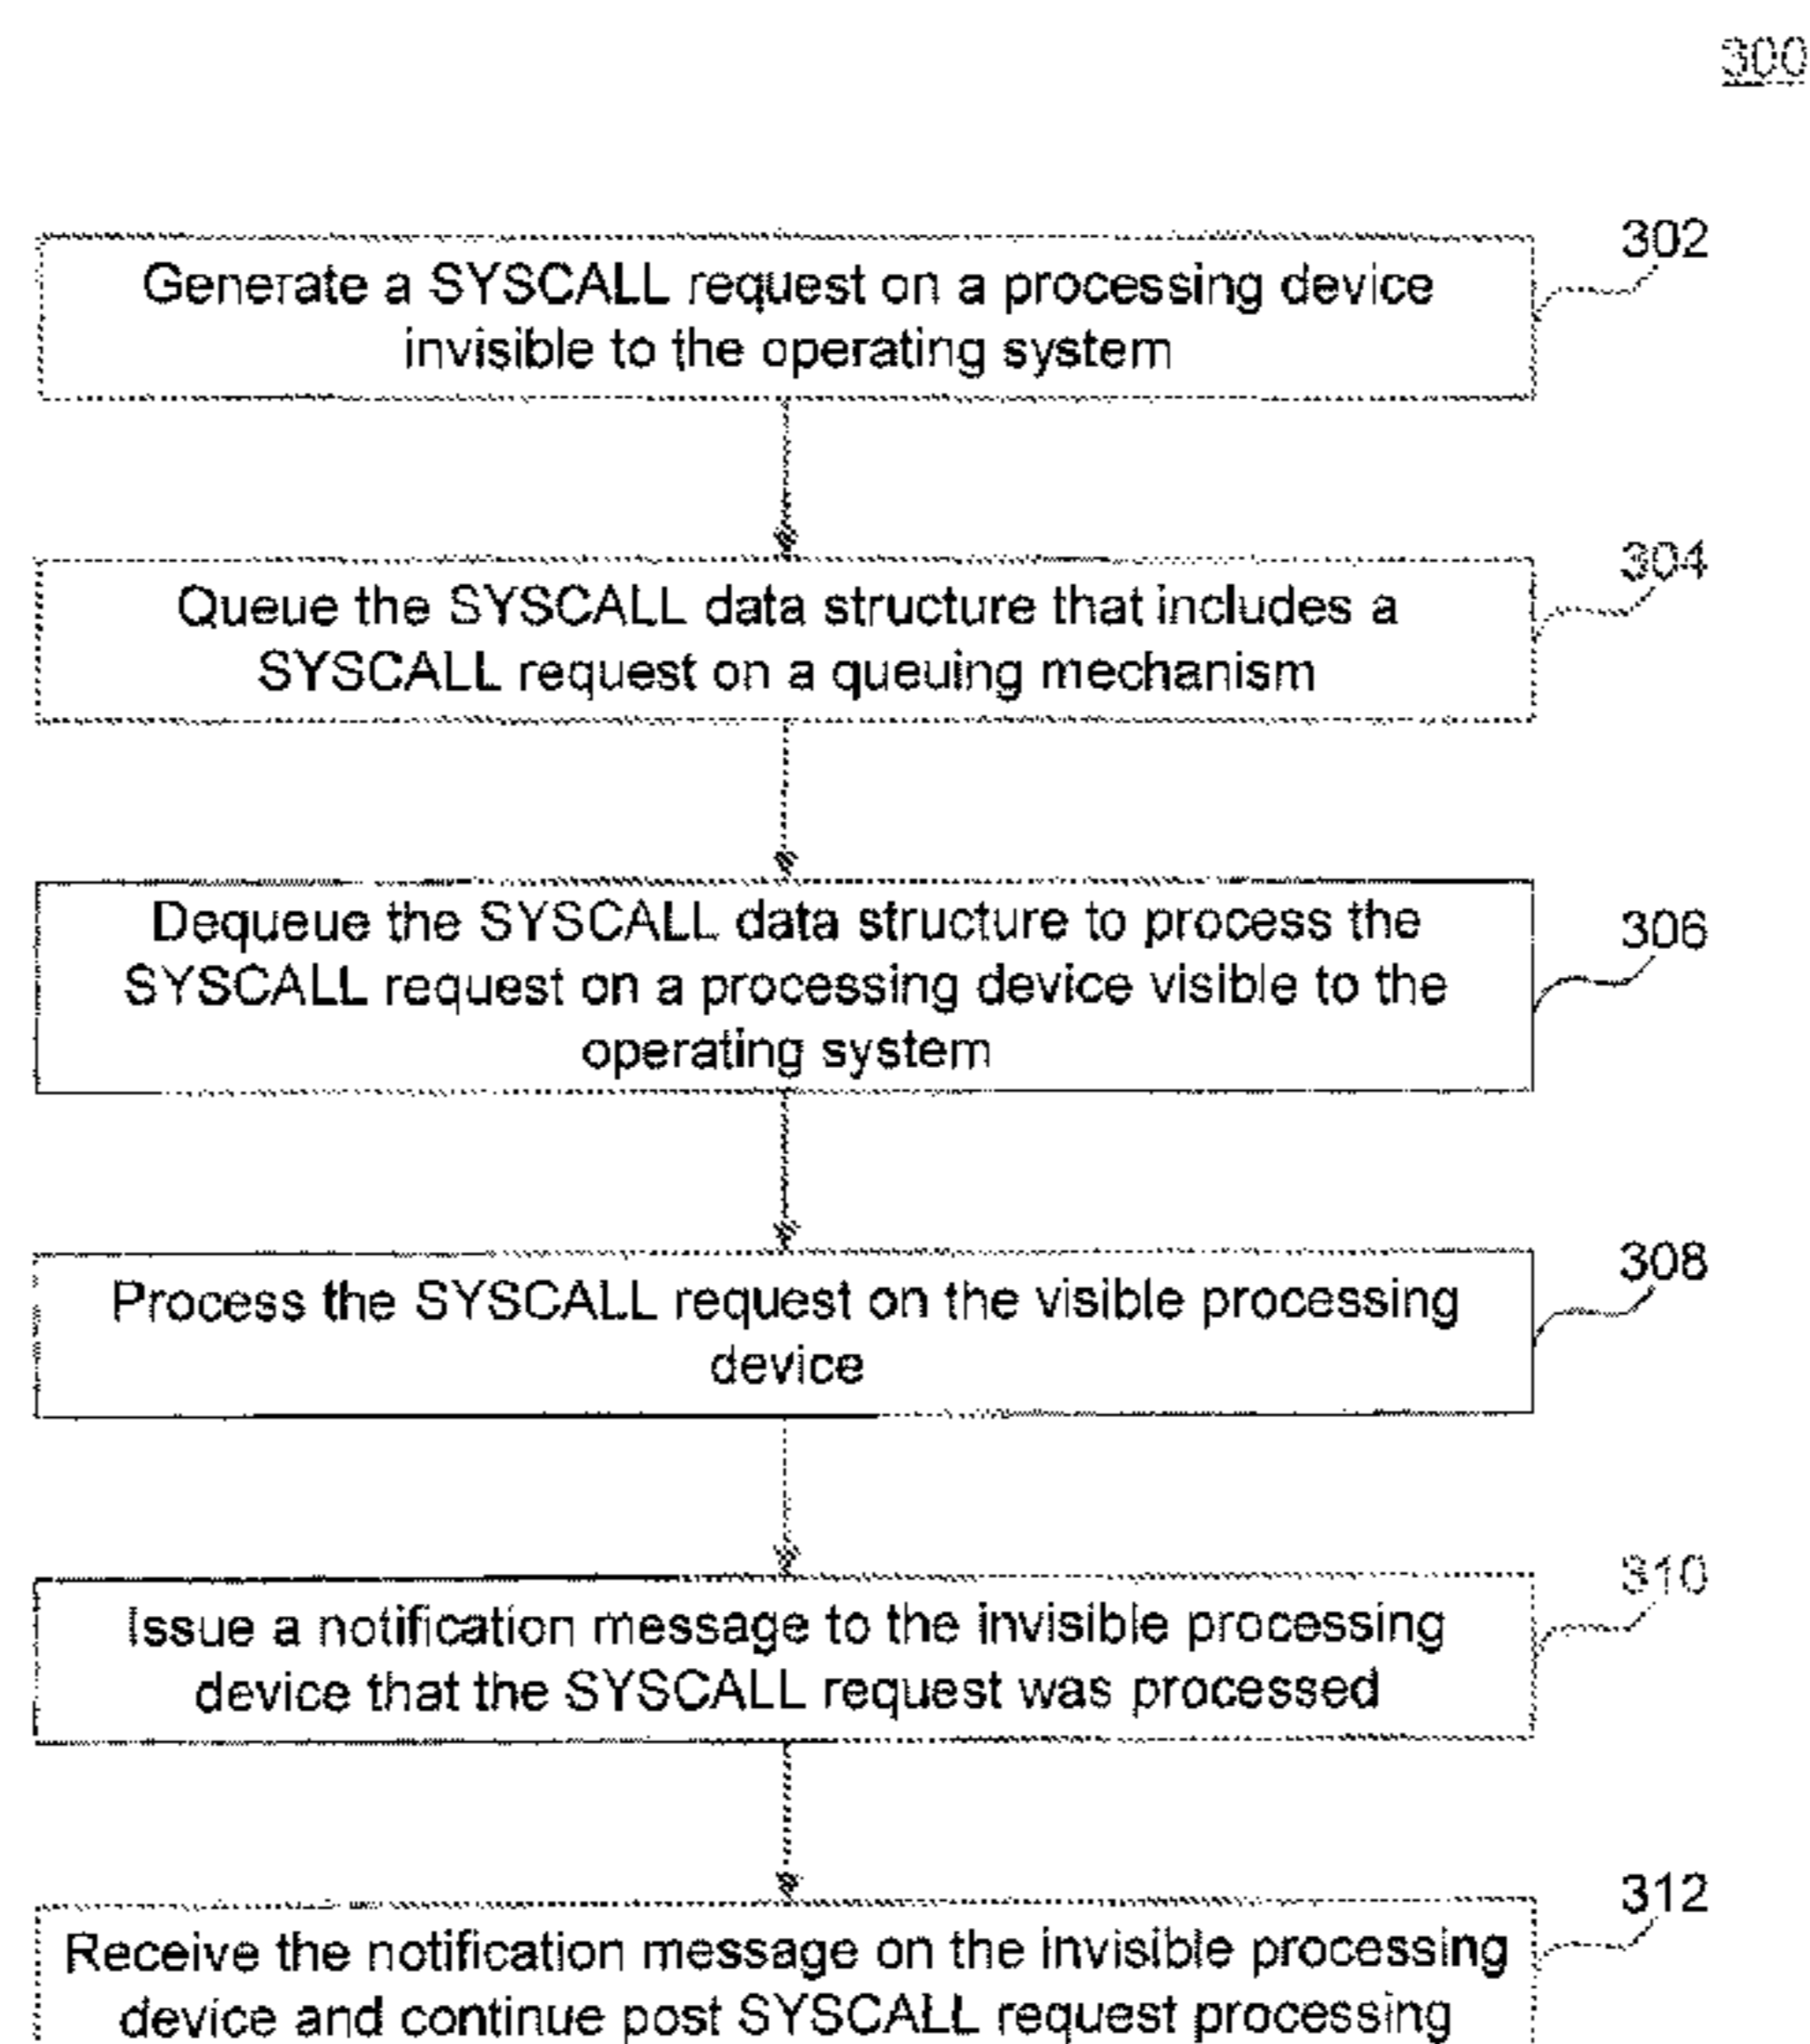 300
302
Generate a SYSCALL request on a processing device
invisible to the operating system
304
Queue the SYSCALL data structure that includes a
SYSCALL request on a queuing mechanism
306
Dequeue the SYSCALL data structure to process the
SYSCALL request on a processing device visible to the
operating system
308
Process the SYSCALL request on the visible processing
device
310
Issue a notification message to the invisible processing
device that the SYSCALL request was processed
312
Receive the notification message on the invisible processing
device and continue post SYSCALL request processing